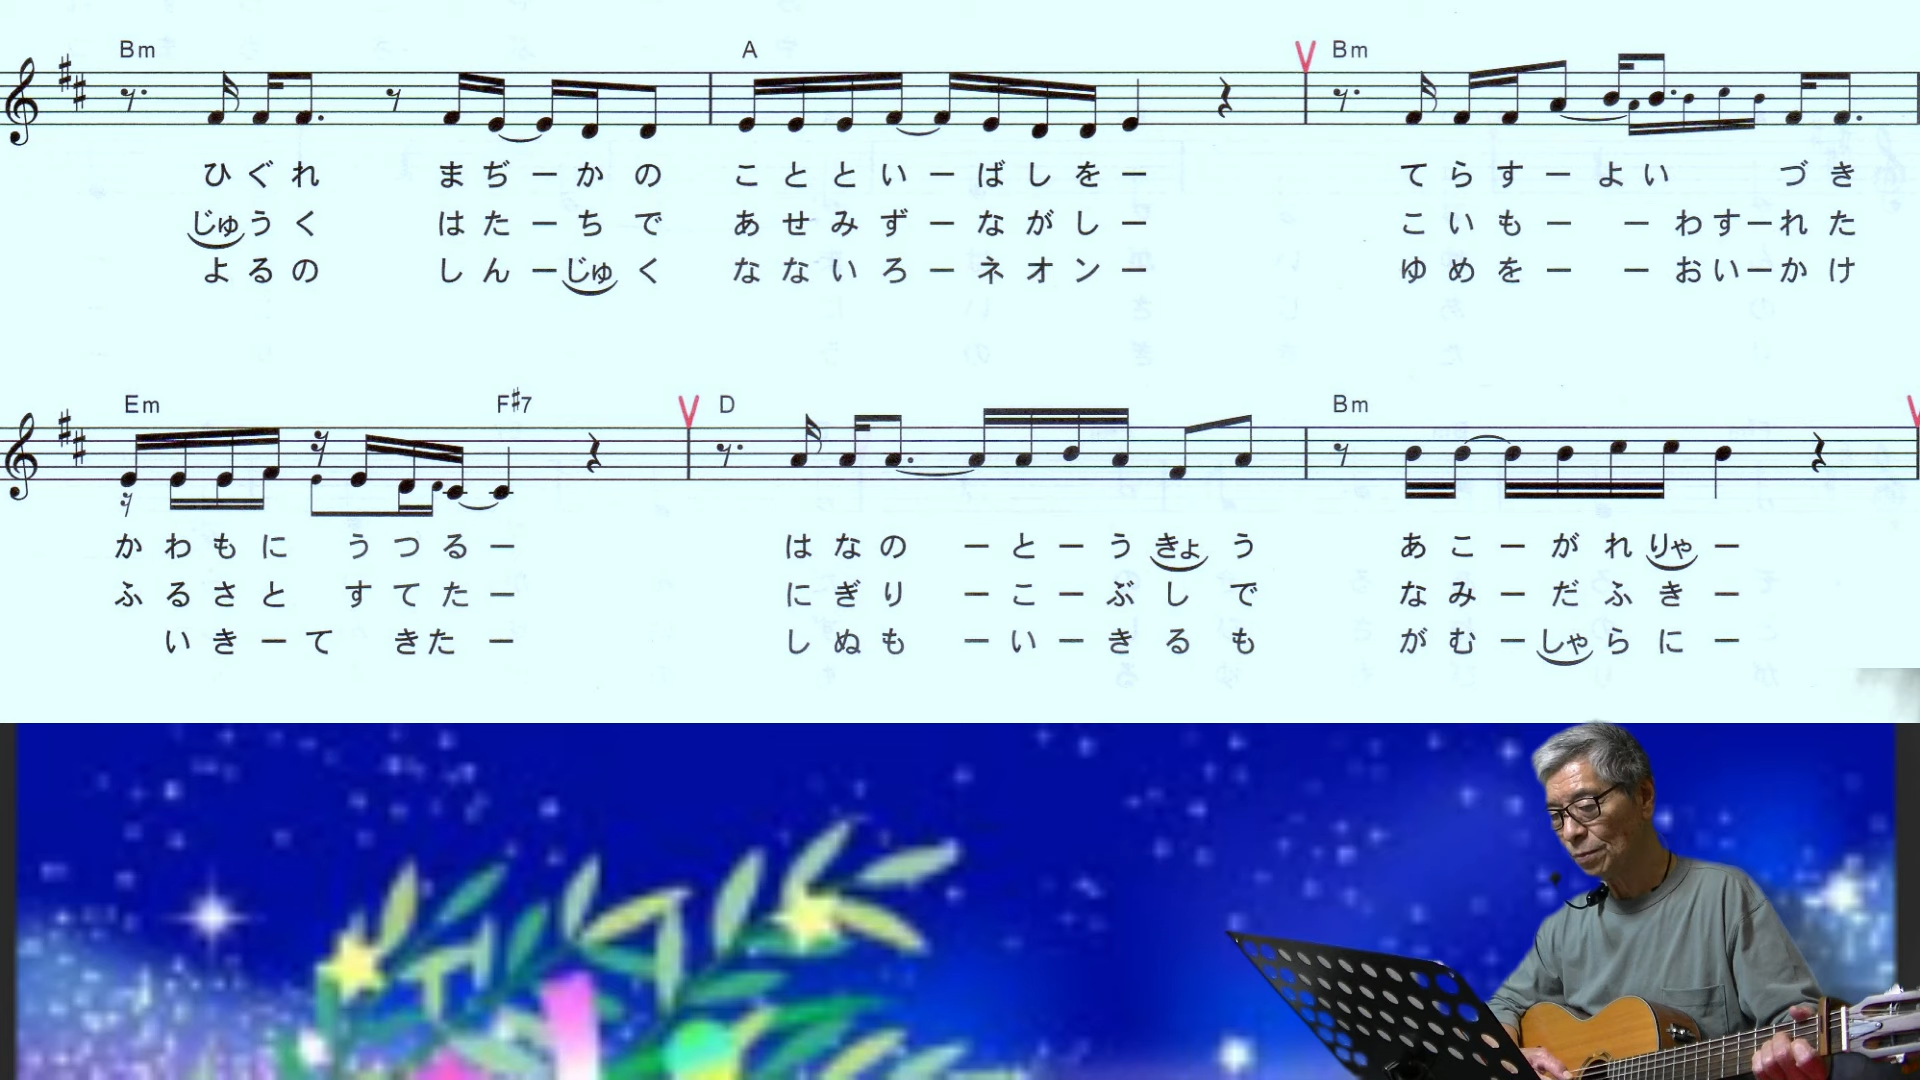 Bm A Bm
ひぐれ まぢーかの ことといーばしをー てらすーよい づき
じゅうく はたーちで あせみずーながしー こいもー ーわすーれた
よるの しんーじゅく なないろーネオンー ゆめをー ーおいーかけ
Em F#7 D Bm
かわもに うつるー はなの ーとーうきょう あこーがれりゃー
ふるさと すてたー にぎり ーこーぶしで なみーだふきー
いきーて きたー しぬも ーいーきるも がむーしゃらにー